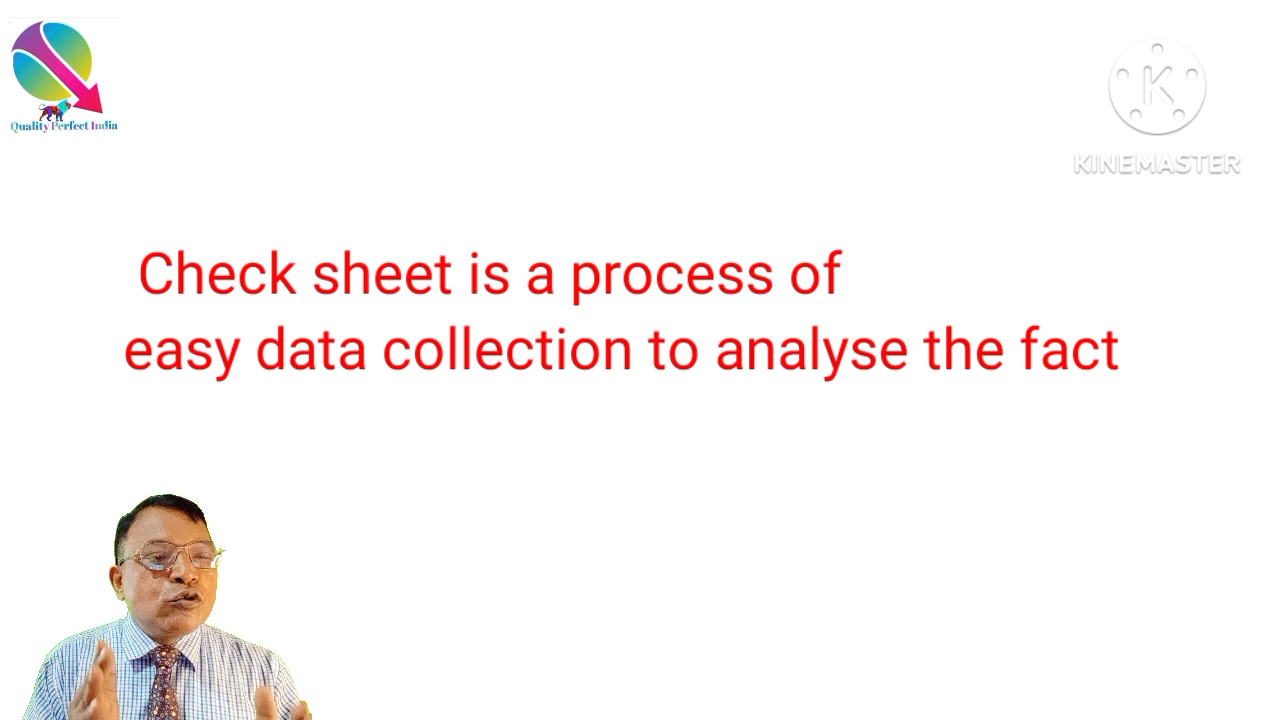 Quality Perfect India
K
KINEMASTER
Check sheet is a process of
easy data collection to analyse the fact